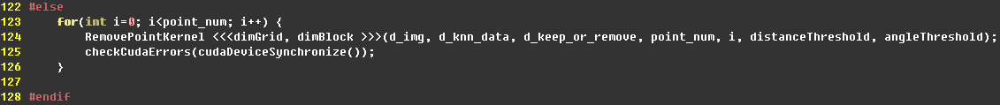 122 #else
123     for(int i=0; i<point_num; i++) {
124         RemovePointKernel <<<dimGrid, dimBlock >>>(d_img, d_knn_data, d_keep_or_remove, point_num, i, distanceThreshold, angleThreshold);
125         checkCudaErrors(cudaDeviceSynchronize());
126     }
127
128 #endif